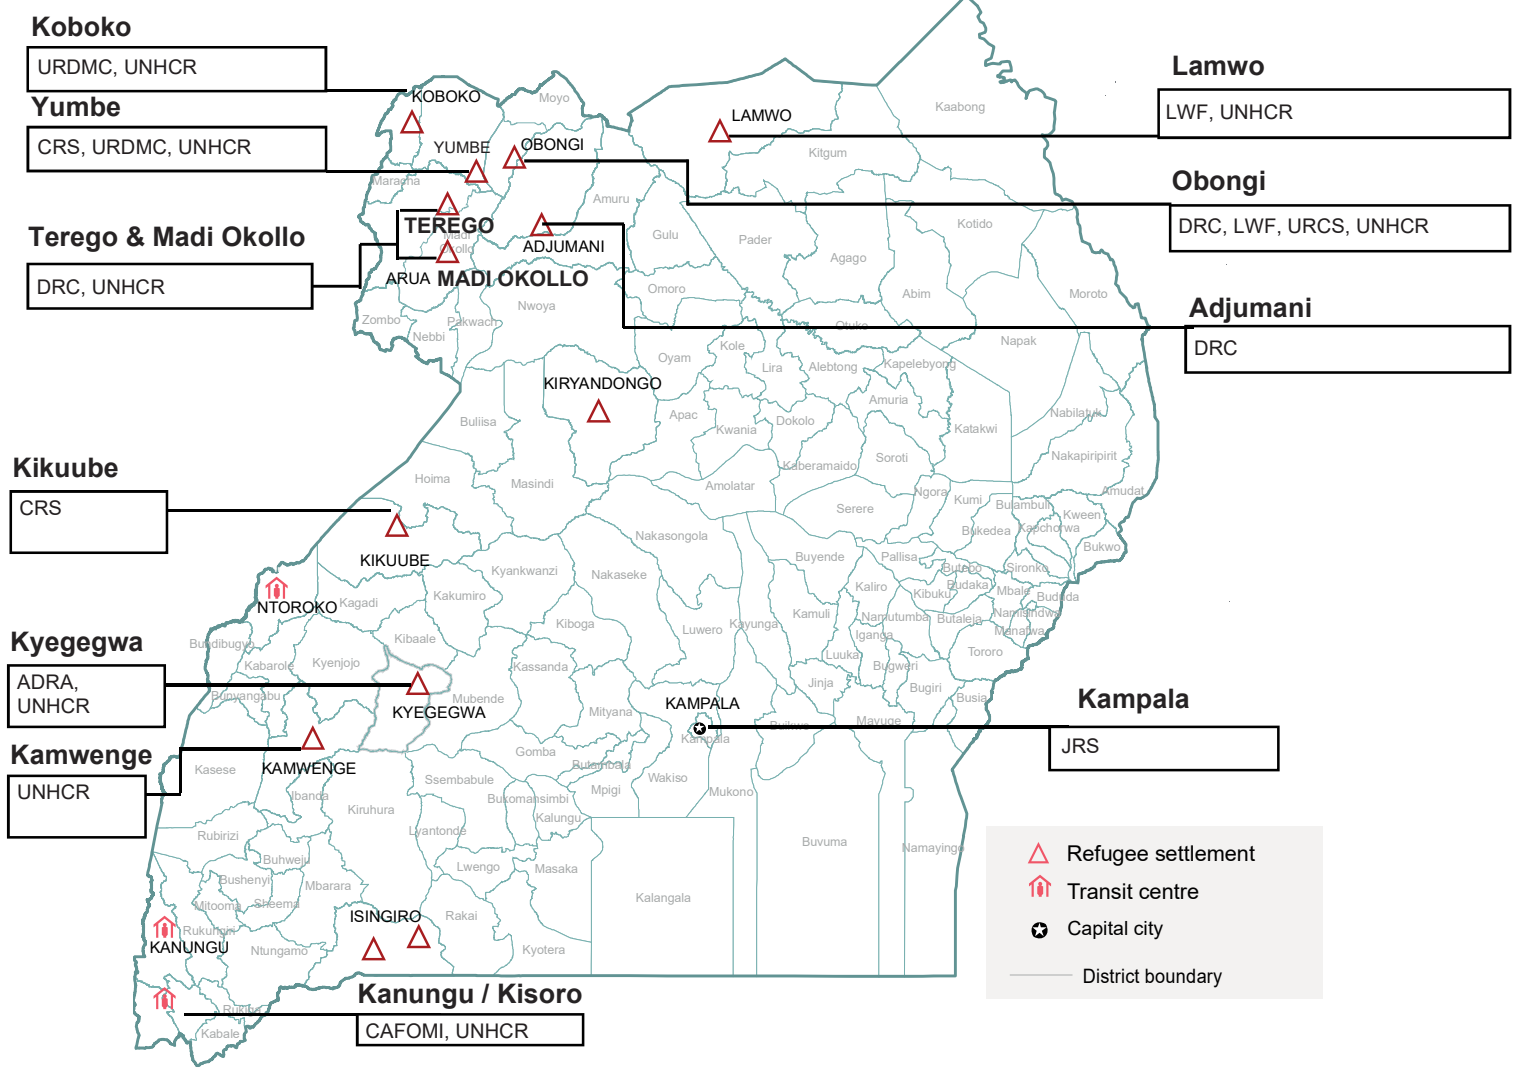 Koboko
URDMC, UNHCR
Yumbe
CRS, URDMC, UNHCR
Terego & Madi Okollo
DRC, UNHCR
Kikuube
CRS
Kyegegwa
ADRA,
UNHCR
Kamwenge
UNHCR
Kanungu / Kisoro
CAFOMI, UNHCR
Lamwo
LWF, UNHCR
Obongi
DRC, LWF, URCS, UNHCR
Adjumani
DRC
Kampala
JRS
KOBOKO
Moyo
LAMWO
Kaabong
YUMBE
OBONGI
Kitgum
Maracha
Amuru
TEREGO
Madi
Okollo
ADJUMANI
Gulu
Pader
Kotido
Agago
ARUA
MADI OKOLLO
Omoro
Abim
Moroto
Nwoya
Zombo
Pakwach
Nebbi
Otuke
Napak
Kole
Oyam
Lira
Alebtong
Kapelebyong
KIRYANDONGO
Amuria
Apac
Nabilatuk
Buliisa
Kwania
Dokolo
Katakwi
Kaberamaido
Soroti
Nakapiripirit
Hoima
Masindi
Amolatar
Ngora
Kumi
Amudat
Serere
Bulambuli
Kween
Kapchorwa
Bukedea
Nakasongola
Bukwo
KIKUUBE
Buyende
Pallisa
Kyankwanzi
Nakaseke
Butebo
Sironko
Budaka
Kaliro
Kibuku
Mbale
Bududa
NTOROKO
Kagadi
Kakumiro
Kamuli
Namutumba
Butaleja
Namisindwa
Manafwa
Kiboga
Luwero
Kayunga
Iganga
Bundibugyo
Kibaale
Tororo
Kabarole
Kyenjojo
Kassanda
Luuka
Bugweri
Jinja
Bugiri
Busia
Bunyangabu
Mubende
KYEGEGWA
Mityana
KAMPALA
Kampala
Buikwe
Mayuge
KAMWENGE
Gomba
Kasese
Butambala
Wakiso
Ssembabule
Mpigi
Mukono
Ibanda
Bukomansimbi
Kiruhura
Kalungu
Lyantonde
Rubirizi
Buvuma
Namayingo
Buhweju
Lwengo
Masaka
Bushenyi
Mbarara
Mitooma
Sheema
Kalangala
ISINGIRO
Rakai
Rukungiri
KANUNGU
Ntungamo
Kyotera
Rukiga
Kabale
Refugee settlement
Transit centre
Capital city
District boundary